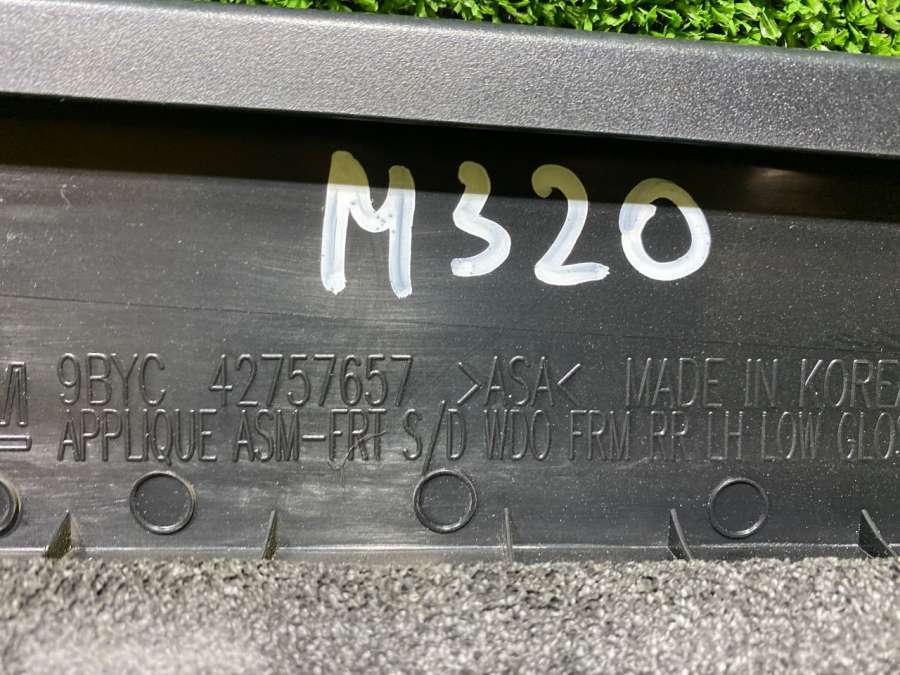 M320
9BYC 42757657 >ASA< MADE IN KOREA
APPLIQUE ASM-FRT S/D WDO FRM RR LH LOW GLOS